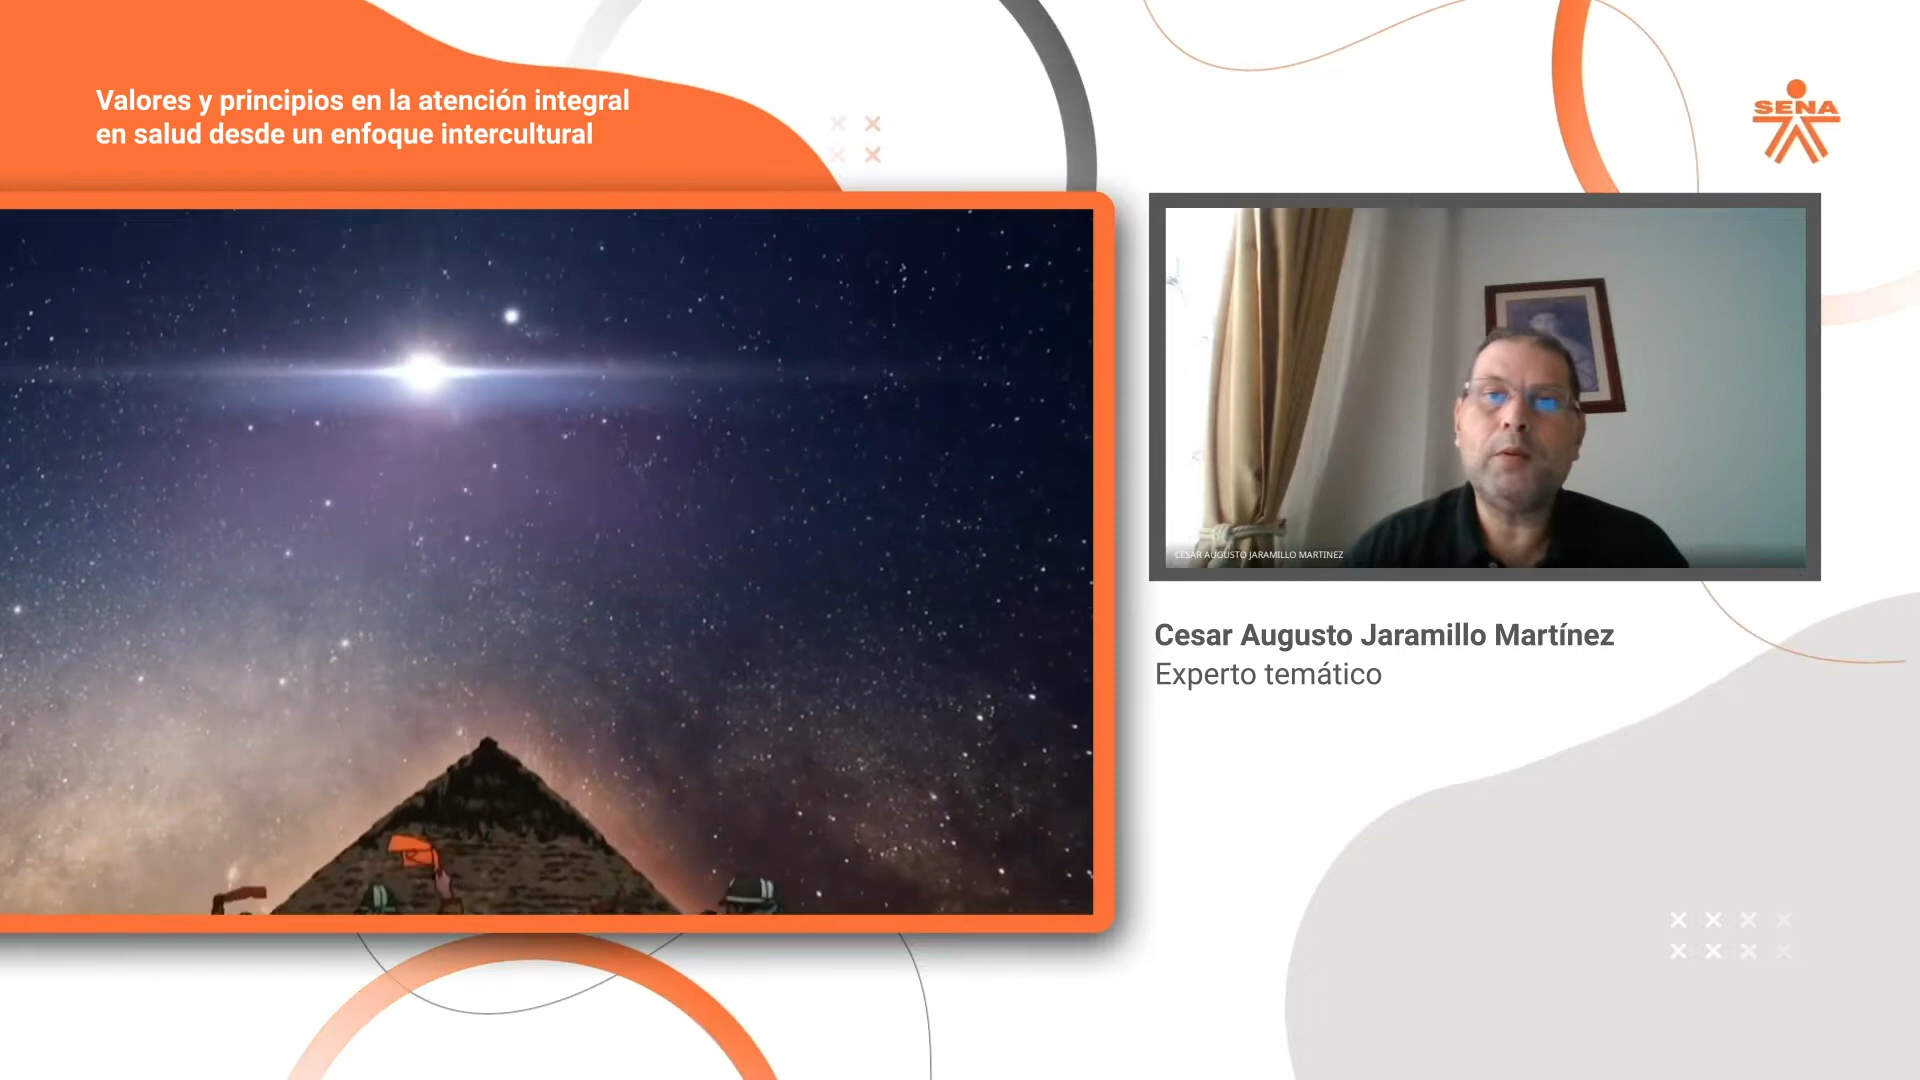 Valores y principios en la atención integral
en salud desde un enfoque intercultural
SENA
CESAR AUGUSTO JARAMILLO MARTINEZ
Cesar Augusto Jaramillo Martínez
Experto temático